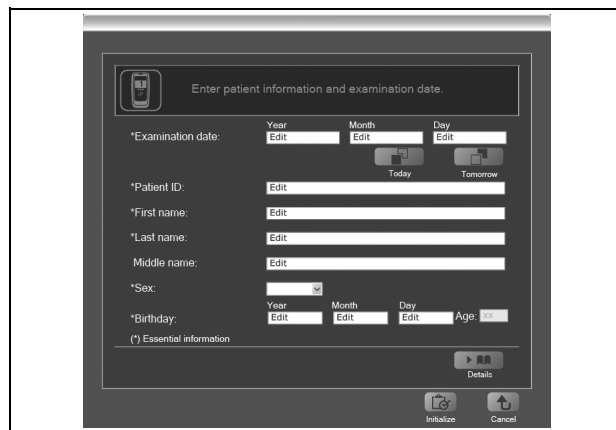 Enter patient information and examination date.
Year Month Day
*Examination date: Edit Edit Edit
Today Tomorrow
*Patient ID: Edit
*First name: Edit
*Last name: Edit
Middle name: Edit
*Sex:
Year Month Day
*Birthday: Edit Edit Edit Age: xx
(*) Essential information
Details
Initialize Cancel